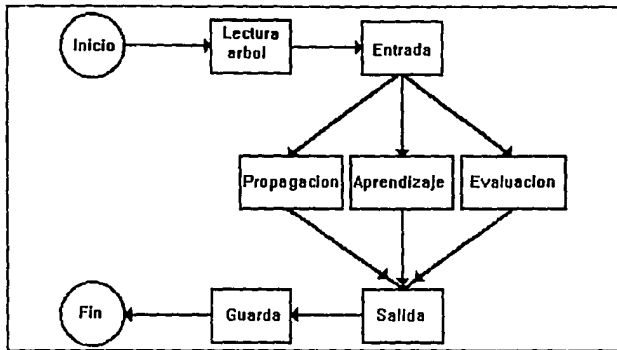 Inicio
Lectura
arbol
Entrada
Propagacion
Aprendizaje
Evaluacion
Fin
Guarda
Salida